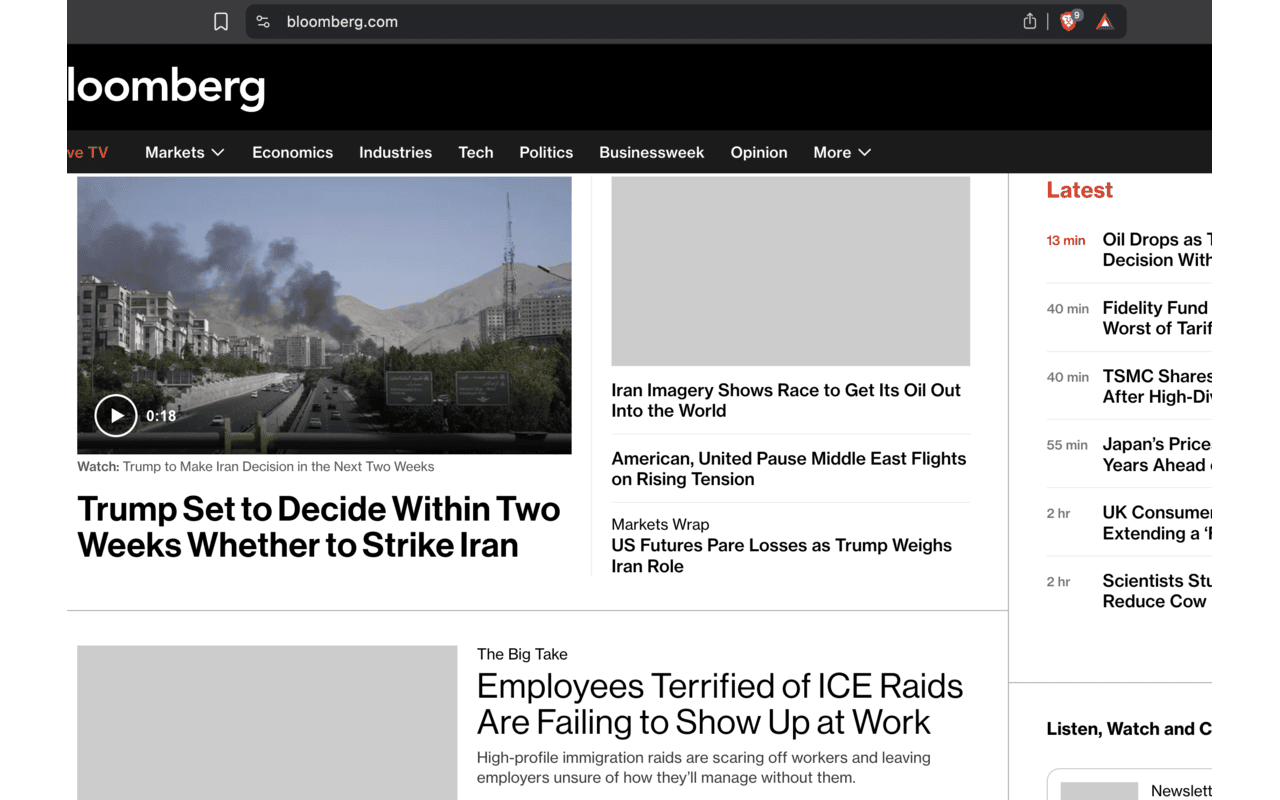 bloomberg.com
9
loomberg
ve TV
Markets
Economics
Industries
Tech
Politics
Businessweek
Opinion
More
0:18
Watch: Trump to Make Iran Decision in the Next Two Weeks
Trump Set to Decide Within Two
Weeks Whether to Strike Iran
Iran Imagery Shows Race to Get Its Oil Out
Into the World
American, United Pause Middle East Flights
on Rising Tension
Markets Wrap
US Futures Pare Losses as Trump Weighs
Iran Role
The Big Take
Employees Terrified of ICE Raids
Are Failing to Show Up at Work
High-profile immigration raids are scaring off workers and leaving
employers unsure of how they’ll manage without them.
Latest
13 min
Oil Drops as T
Decision With
40 min
Fidelity Fund
Worst of Tarif
40 min
TSMC Shares
After High-Div
55 min
Japan’s Price
Years Ahead
2 hr
UK Consumer
Extending a ‘
2 hr
Scientists Stu
Reduce Cow
Listen, Watch and C
Newslett